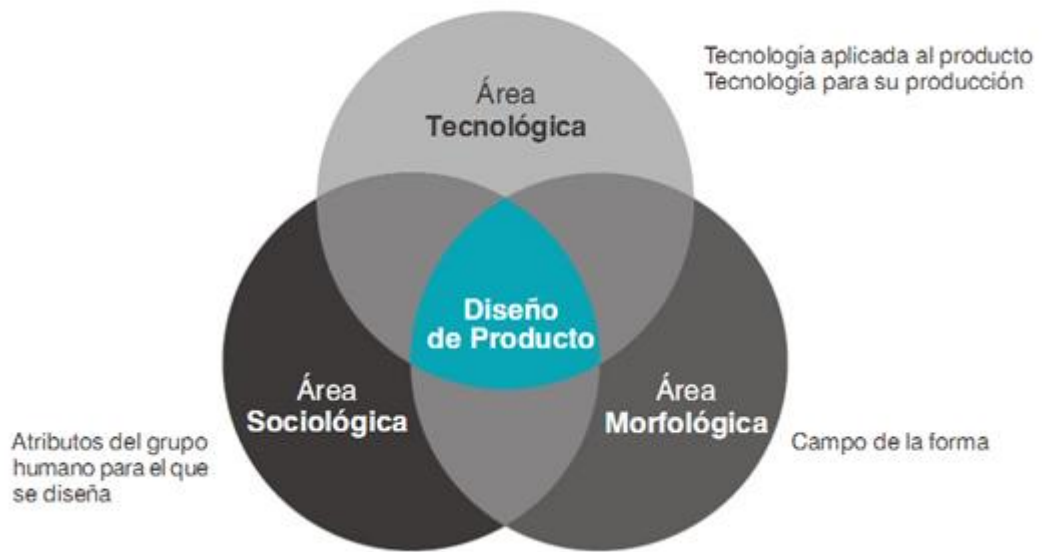 Tecnología aplicada al producto
Tecnología para su producción
Área
Tecnológica
Diseño
de Producto
Área
Sociológica
Área
Morfológica
Atributos del grupo
humano para el que
se diseña
Campo de la forma